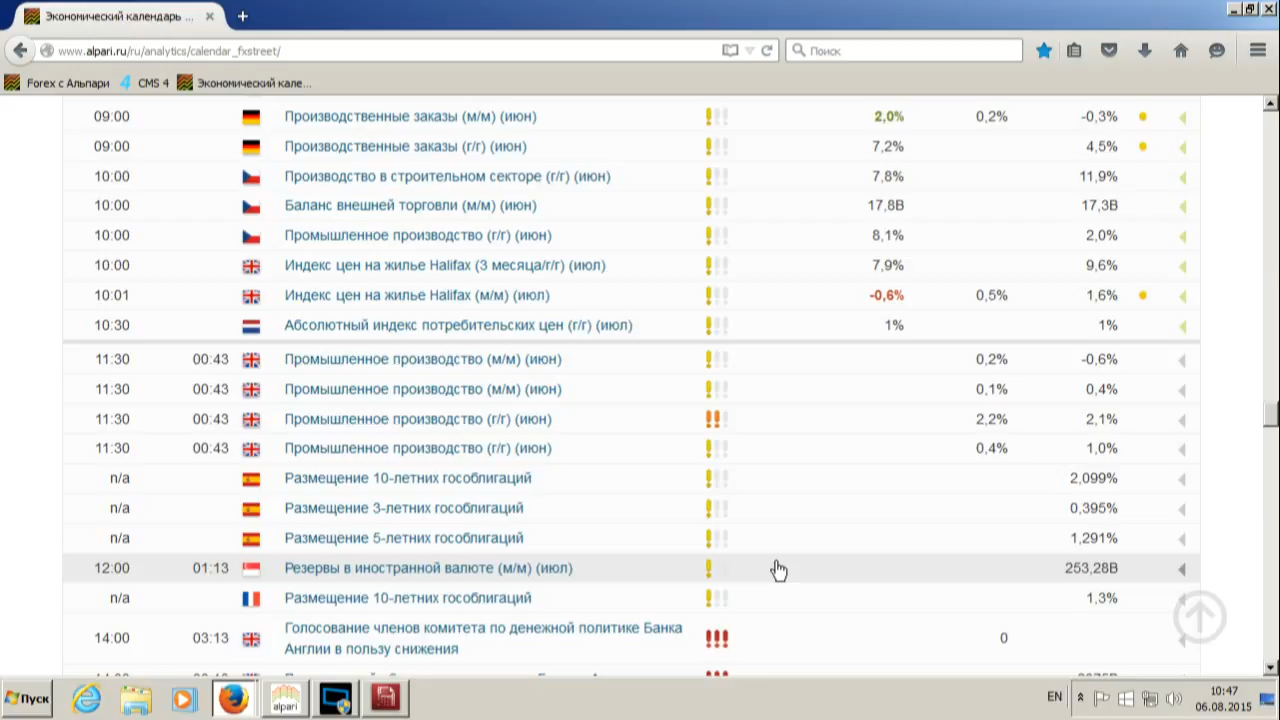 Экономический календарь ...
www.alpari.ru/ru/analytics/calendar_fxstreet/
Поиск
Forex с Альпари
4 CMS 4
Экономический кале...
09:00 Производственные заказы (м/м) (июн) 2,0% 0,2% -0,3%
09:00 Производственные заказы (г/г) (июн) 7,2% 4,5%
10:00 Производство в строительном секторе (г/г) (июн) 7,8% 11,9%
10:00 Баланс внешней торговли (м/м) (июн) 17,8B 17,3B
10:00 Промышленное производство (г/г) (июн) 8,1% 2,0%
10:00 Индекс цен на жилье Halifax (3 месяца/г/г) (июл) 7,9% 9,6%
10:01 Индекс цен на жилье Halifax (м/м) (июл) -0,6% 0,5% 1,6%
10:30 Абсолютный индекс потребительских цен (г/г) (июл) 1% 1%
11:30 00:43 Промышленное производство (м/м) (июн) 0,2% -0,6%
11:30 00:43 Промышленное производство (м/м) (июн) 0,1% 0,4%
11:30 00:43 Промышленное производство (г/г) (июн) 2,2% 2,1%
11:30 00:43 Промышленное производство (г/г) (июн) 0,4% 1,0%
n/a Размещение 10-летних гособлигаций 2,099%
n/a Размещение 3-летних гособлигаций 0,395%
n/a Размещение 5-летних гособлигаций 1,291%
12:00 01:13 Резервы в иностранной валюте (м/м) (июл) 253,28B
n/a Размещение 10-летних гособлигаций 1,3%
14:00 03:13 Голосование членов комитета по денежной политике Банка 0
Англии в пользу снижения
Пуск
alpari
EN
10:47
06.08.2015